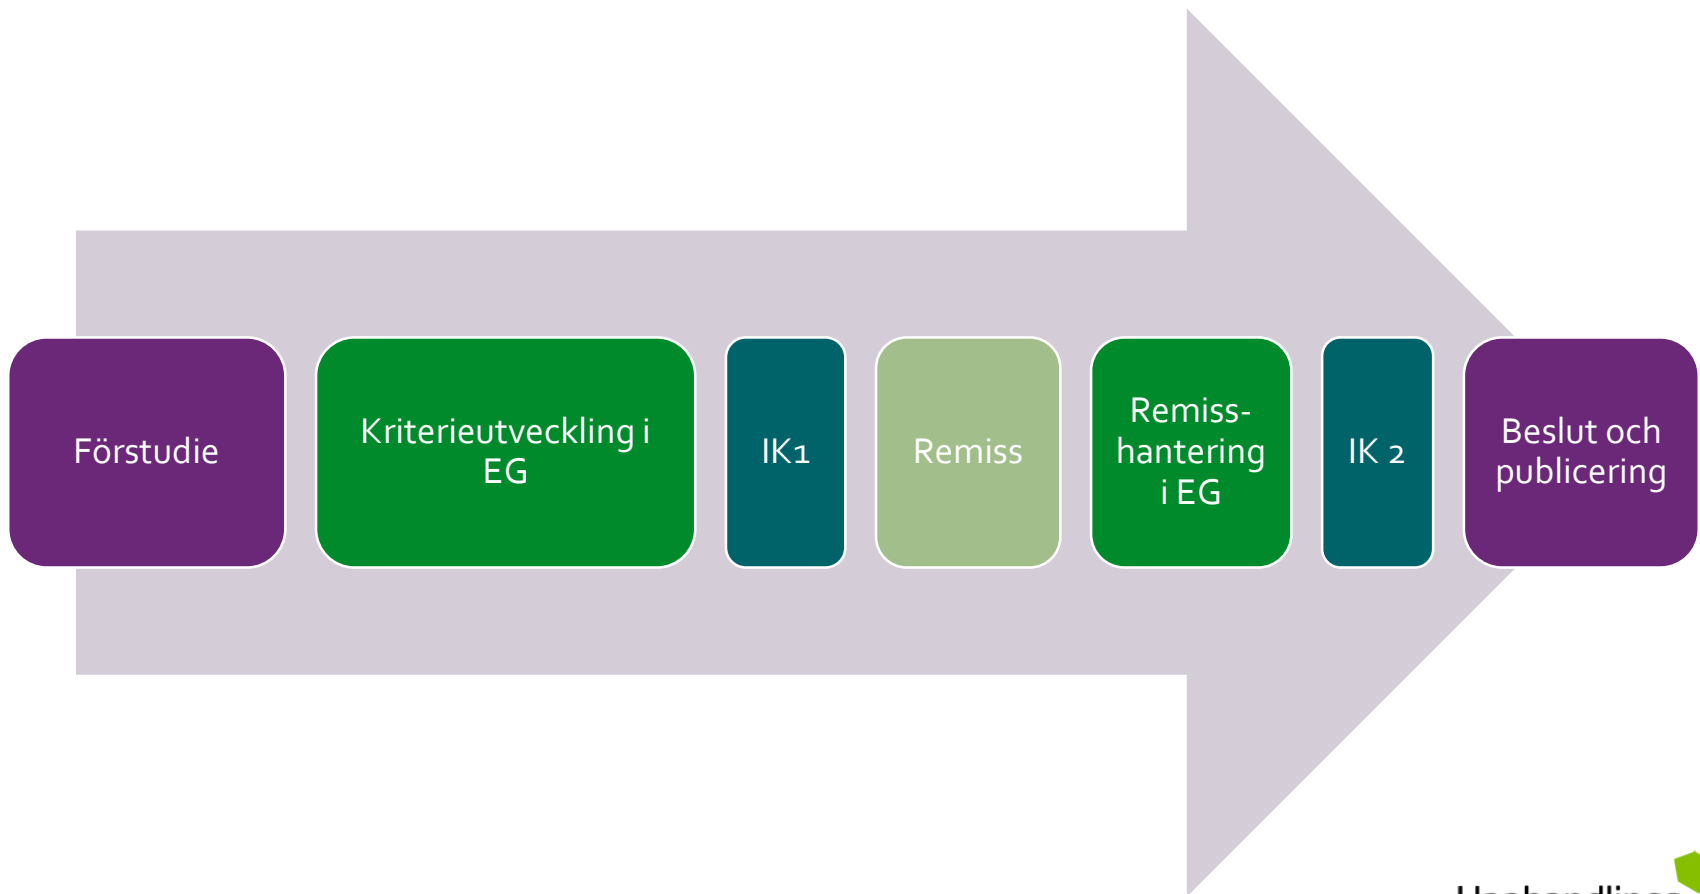 Förstudie
Kriterieutveckling i
EG
IK1
Remiss
Remiss-
hantering
i EG
IK 2
Beslut och
publicering